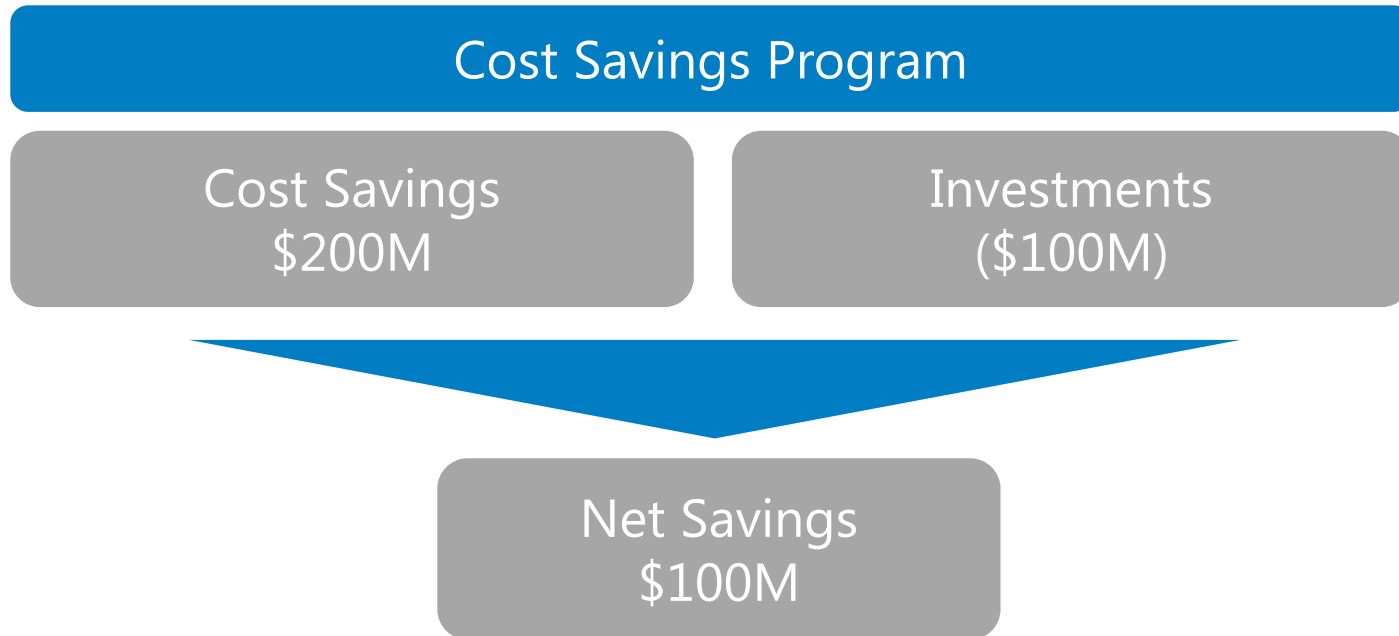 Cost Savings Program
Cost Savings
$200M
Investments
($100M)
Net Savings
$100M